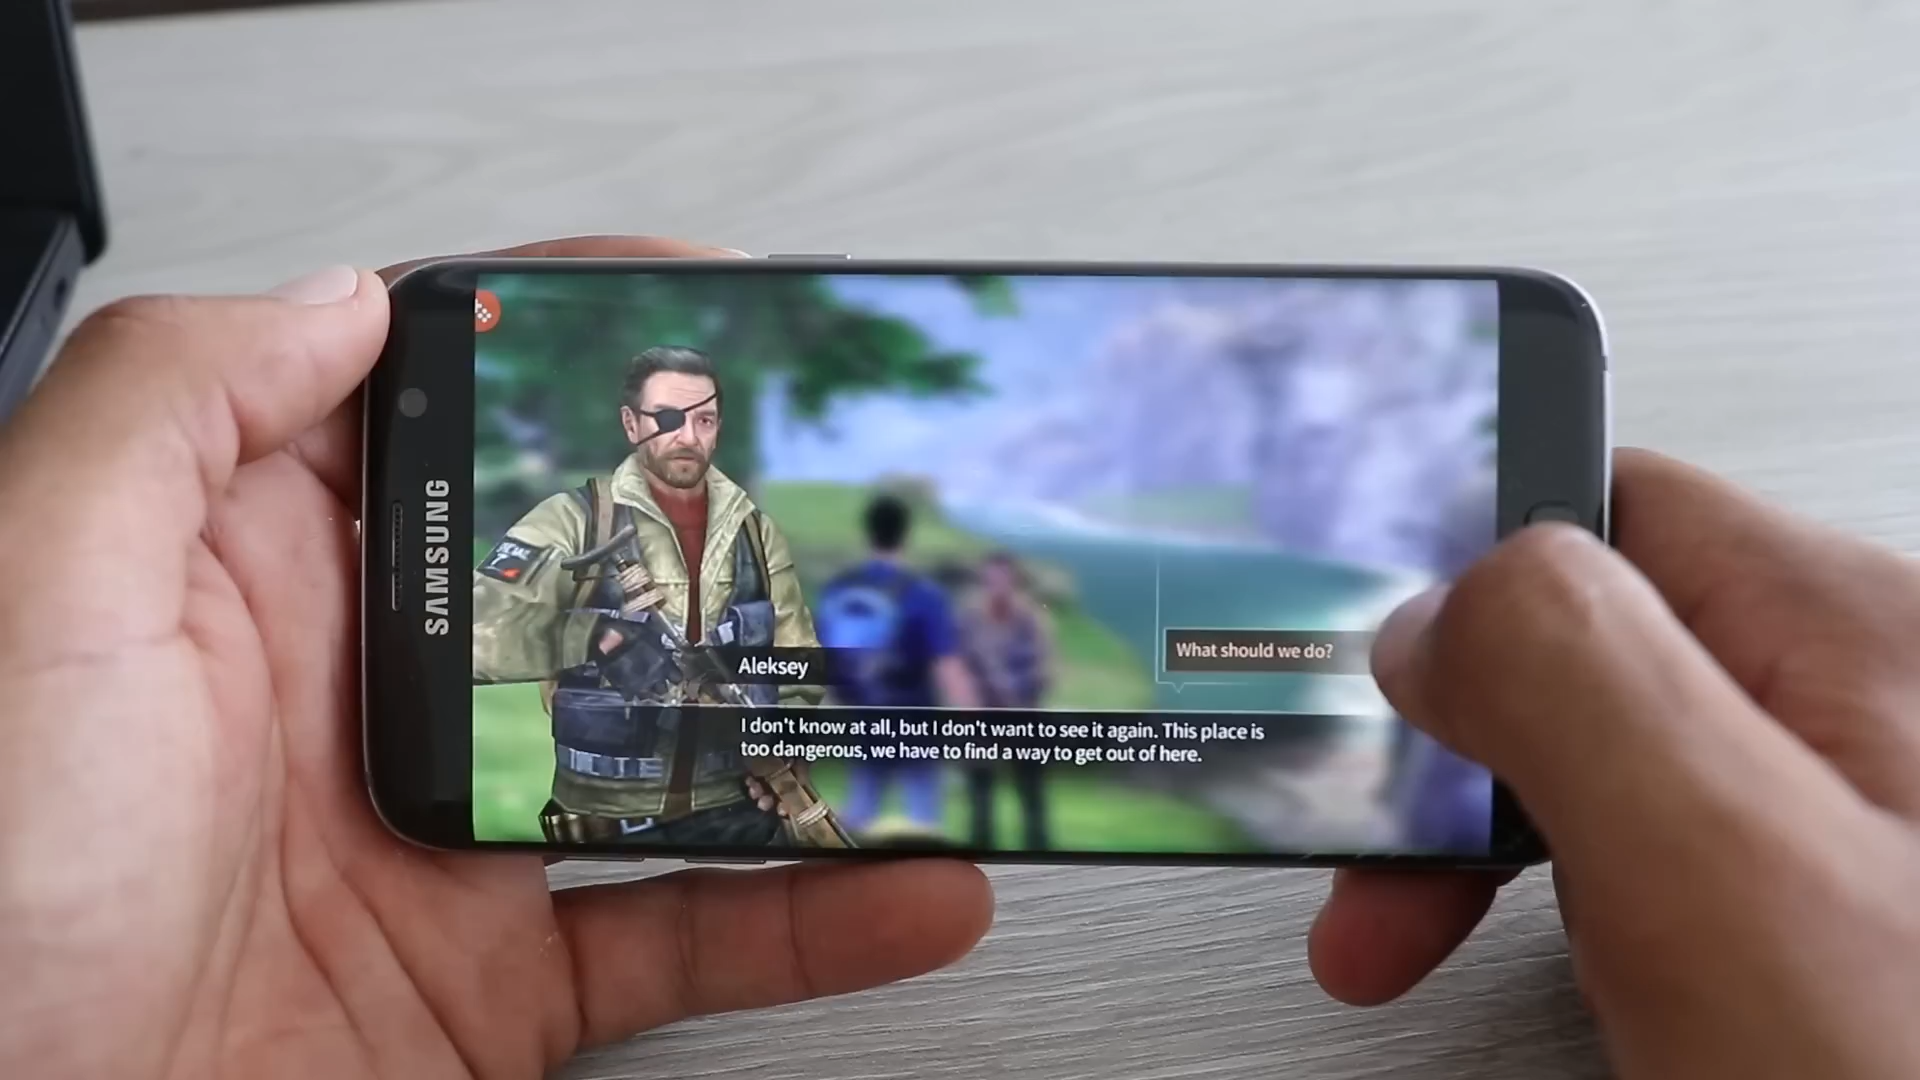 SAMSUNG
Aleksey
What should we do?
I don't know at all, but I don't want to see it again. This place is
too dangerous, we have to find a way to get out of here.